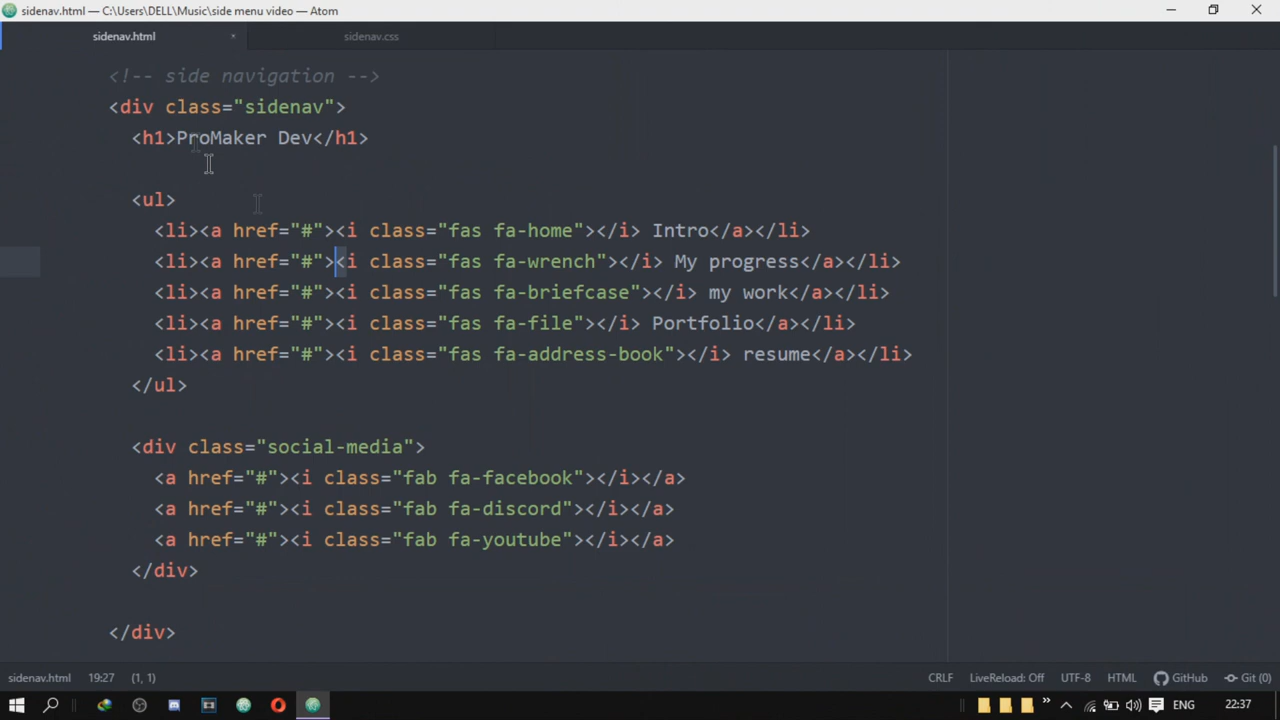 sidenav.html — C:\Users\DELL\Music\side menu video — Atom
sidenav.html
sidenav.css
<!-- side navigation -->
<div class="sidenav">
<h1>ProMaker Dev</h1>
<ul>
<li><a href="#"><i class="fas fa-home"></i> Intro</a></li>
<li><a href="#"><i class="fas fa-wrench"></i> My progress</a></li>
<li><a href="#"><i class="fas fa-briefcase"></i> my work</a></li>
<li><a href="#"><i class="fas fa-file"></i> Portfolio</a></li>
<li><a href="#"><i class="fas fa-address-book"></i> resume</a></li>
</ul>
<div class="social-media">
<a href="#"><i class="fab fa-facebook"></i></a>
<a href="#"><i class="fab fa-discord"></i></a>
<a href="#"><i class="fab fa-youtube"></i></a>
</div>
</div>
sidenav.html 19:27 (1, 1) CRLF LiveReload: Off UTF-8 HTML GitHub Git (0)
ENG 22:37